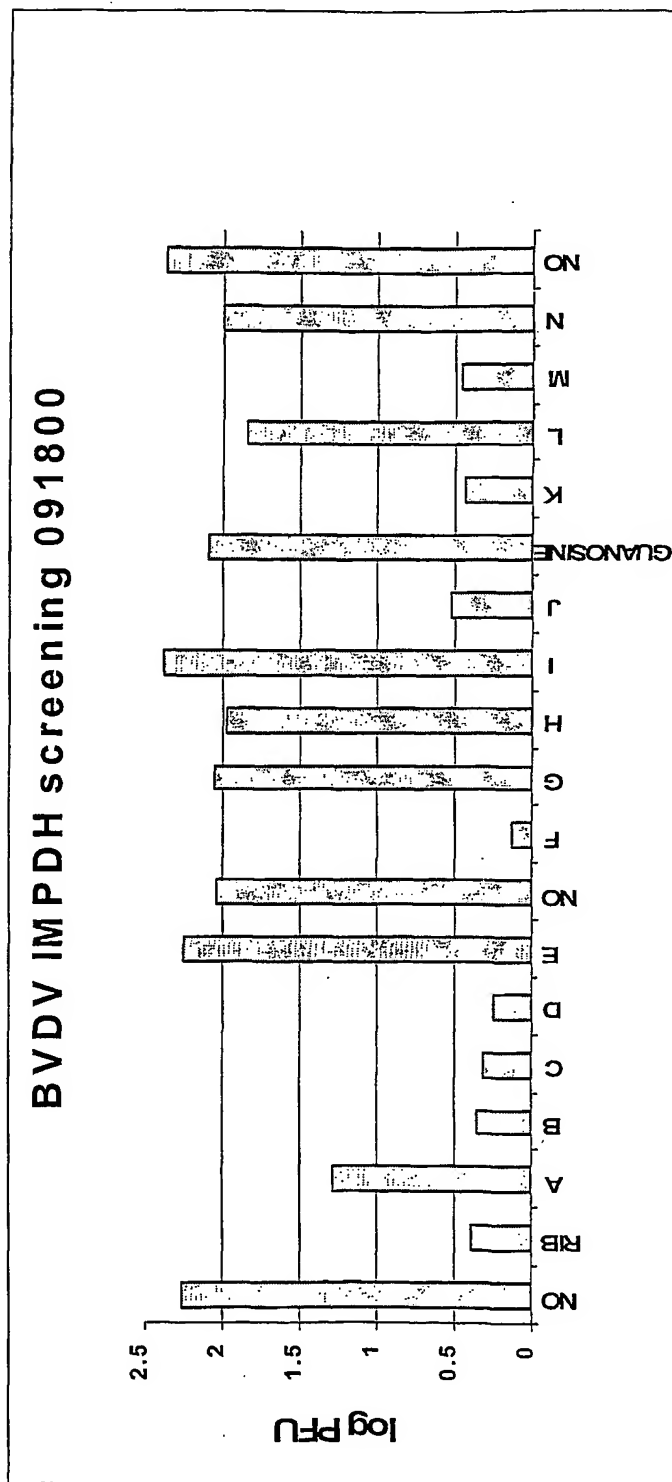 BVDV IMPDH screening 091800
log PFU
2.5
2
1.5
1
0.5
0
NO
RIB
A
B
C
D
E
NO
F
G
H
I
J
GUANOSINE
K
L
M
N
NO